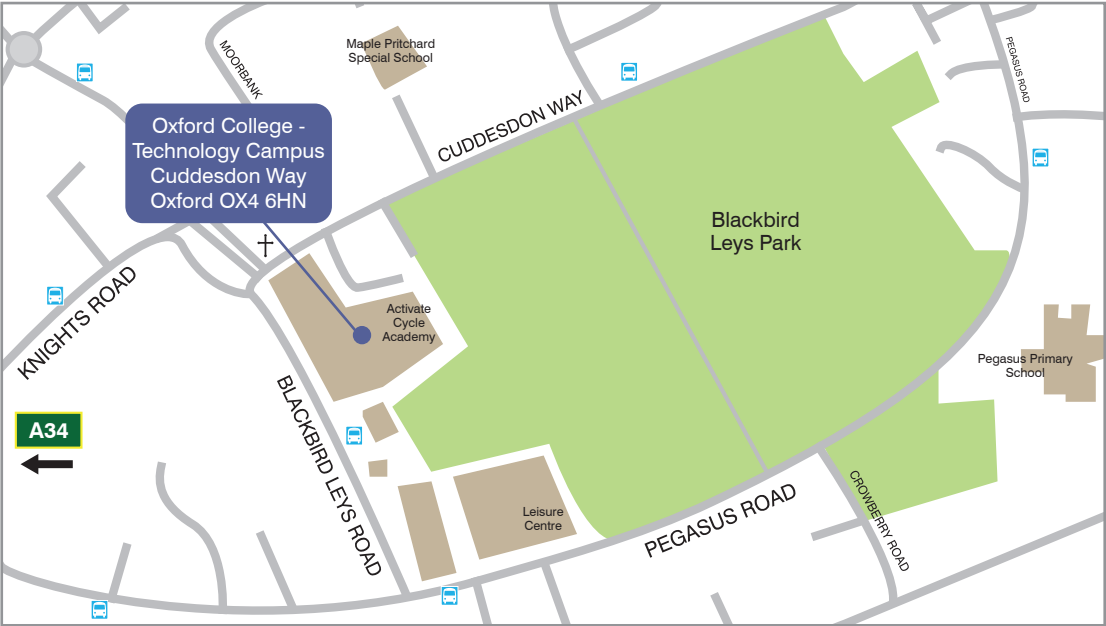 MOORBANK
Maple Pritchard
Special School
PEGASUS ROAD
CUDDESDON WAY
Oxford College -
Technology Campus
Cuddesdon Way
Oxford OX4 6HN
Blackbird
Leys Park
KNIGHTS ROAD
Activate
Cycle
Academy
Pegasus Primary
School
BLACKBIRD LEYS ROAD
A34
Leisure
Centre
PEGASUS ROAD
CROWBERRY ROAD